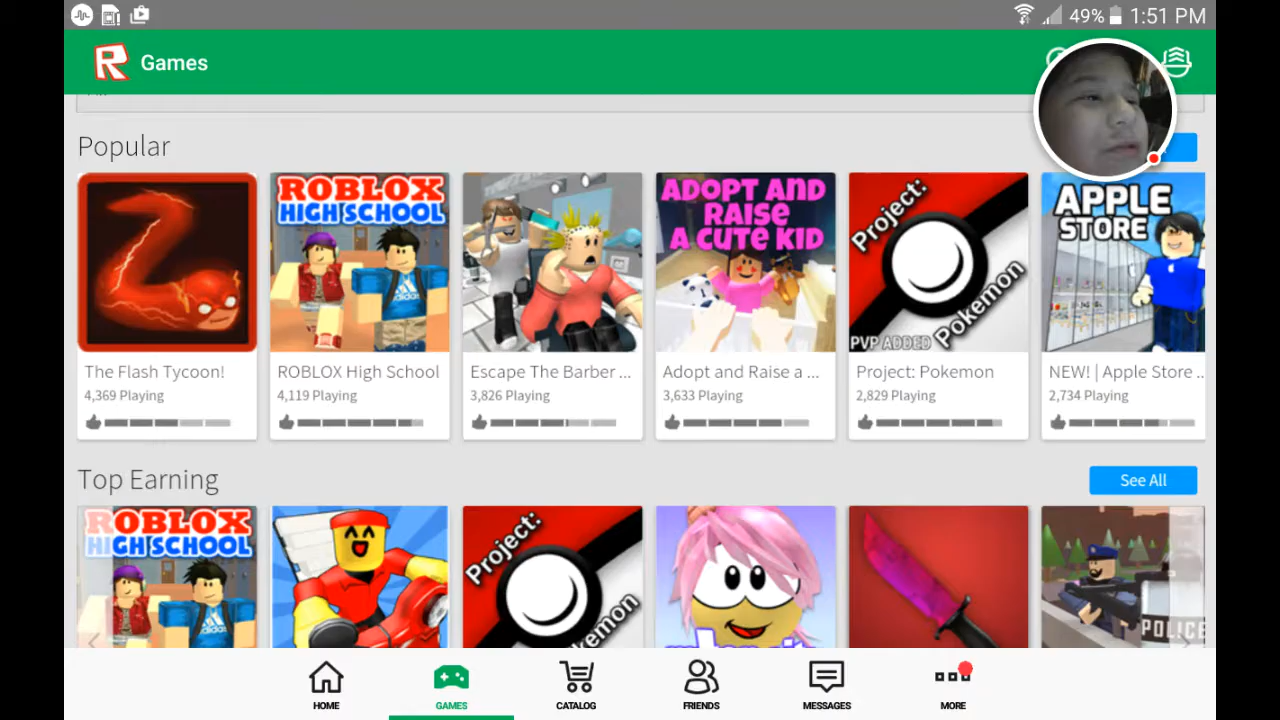 49% 1:51 PM
R Games
Popular
ROBLOX
HIGH SCHOOL
ADOPT AND
RAISE
A CUTE KID
Project:
Pokemon
PVP ADDED
APPLE
STORE
The Flash Tycoon!
4,369 Playing
ROBLOX High School
4,119 Playing
Escape The Barber ...
3,826 Playing
Adopt and Raise a ...
3,633 Playing
Project: Pokemon
2,829 Playing
NEW! | Apple Store ..
2,734 Playing
Top Earning
See All
ROBLOX
HIGH SCHOOL
Project:
POLICE
HOME
GAMES
CATALOG
FRIENDS
MESSAGES
MORE